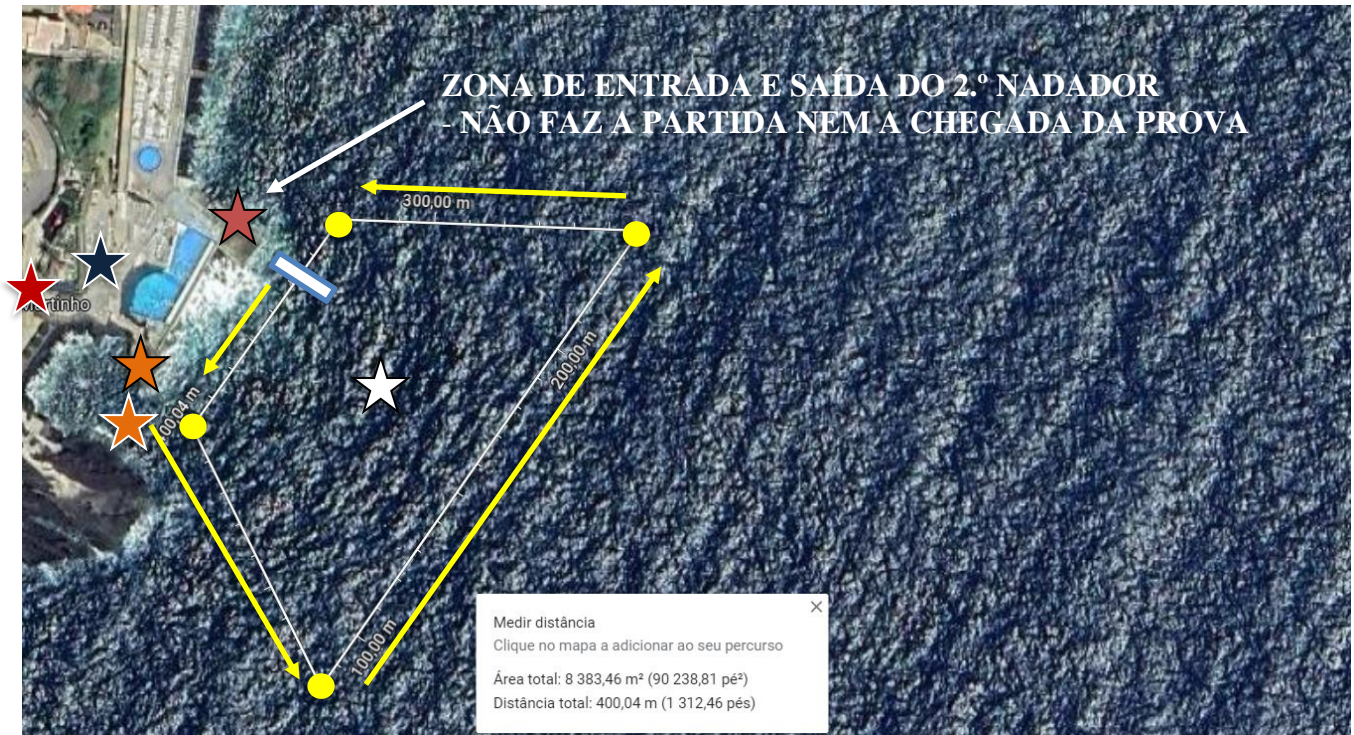 ZONA DE ENTRADA E SAÍDA DO 2.º NADADOR
- NÃO FAZ A PARTIDA NEM A CHEGADA DA PROVA
300,00 m
200,00 m
100,00 m
Medir distância
Clique no mapa a adicionar ao seu percurso
Área total: 8 383,46 m² (90 238,81 pé²)
Distância total: 400,04 m (1 312,46 pés)